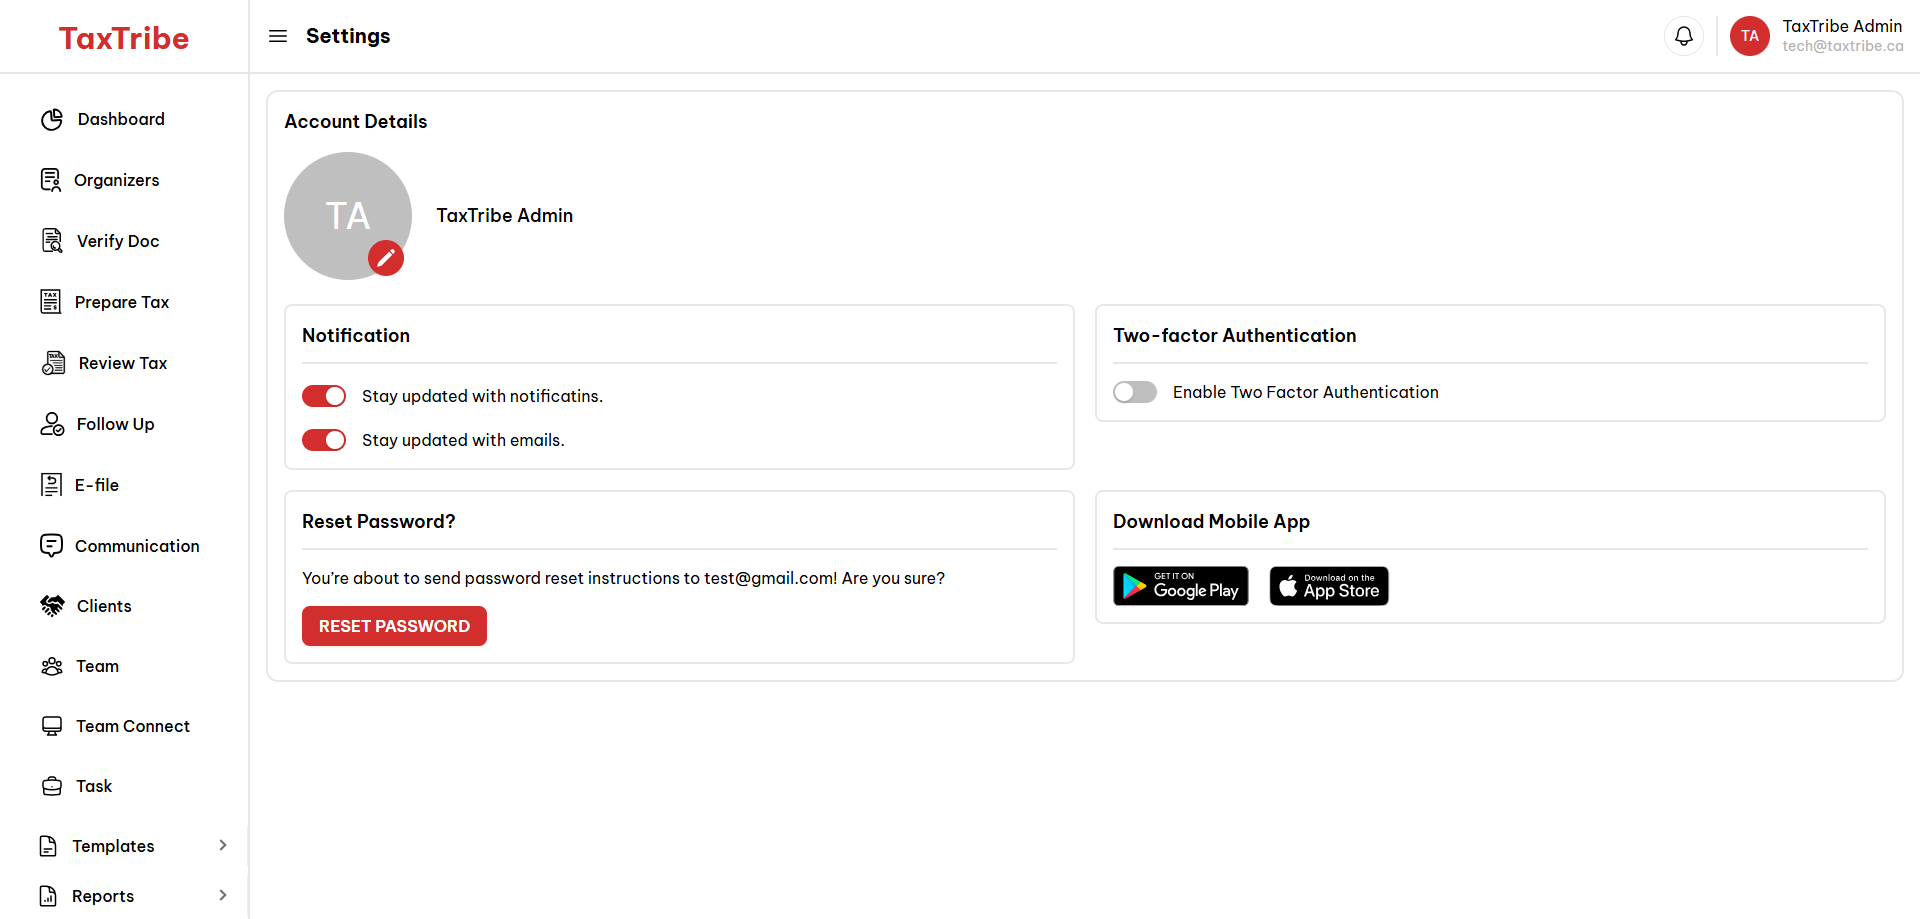 TaxTribe
Settings
TA
TaxTribe Admin
tech@taxtribe.ca
Dashboard
Organizers
Verify Doc
Prepare Tax
Review Tax
Follow Up
E-file
Communication
Clients
Team
Team Connect
Task
Templates
Reports
Account Details
TA
TaxTribe Admin
Notification
Stay updated with notificatins.
Stay updated with emails.
Two-factor Authentication
Enable Two Factor Authentication
Reset Password?
You’re about to send password reset instructions to test@gmail.com! Are you sure?
RESET PASSWORD
Download Mobile App
GET IT ON
Google Play
Download on the
App Store